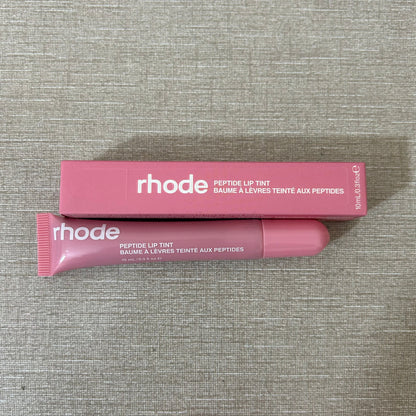 rhode
PEPTIDE LIP TINT
BAUME À LÈVRES TEINTÉ AUX PEPTIDES
10mL/0.3floz℮
rhode
PEPTIDE LIP TINT
BAUME À LÈVRES TEINTÉ AUX PEPTIDES